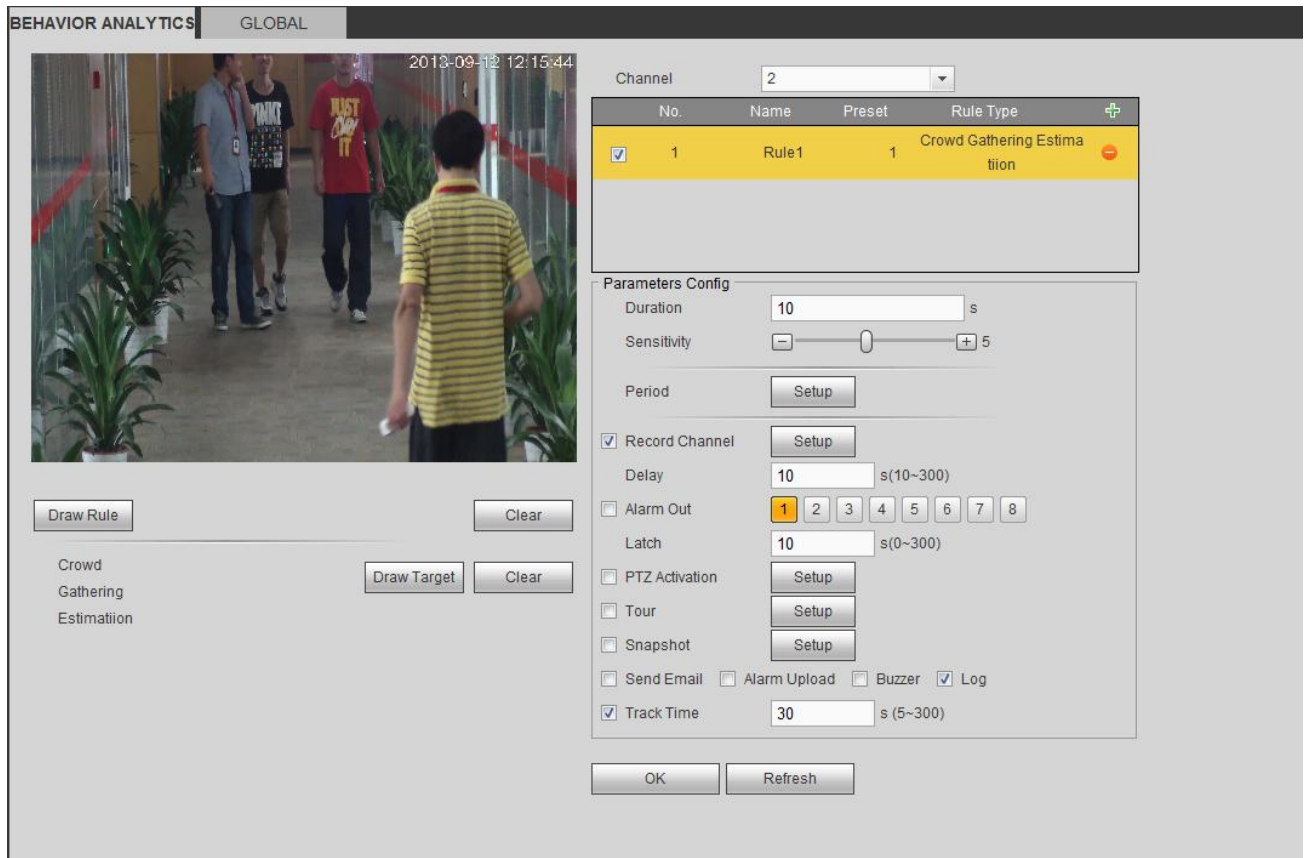 BEHAVIOR ANALYTICS GLOBAL
2013-09-12 12:15:44
JUST
IT
Draw Rule Clear
Crowd
Gathering
Estimatiion
Draw Target Clear
Channel 2
No. Name Preset Rule Type
1 Rule1 1 Crowd Gathering Estima
tiion
Parameters Config
Duration 10 s
Sensitivity 5
Period Setup
Record Channel Setup
Delay 10 s(10~300)
Alarm Out 1 2 3 4 5 6 7 8
Latch 10 s(0~300)
PTZ Activation Setup
Tour Setup
Snapshot Setup
Send Email Alarm Upload Buzzer Log
Track Time 30 s (5~300)
OK Refresh